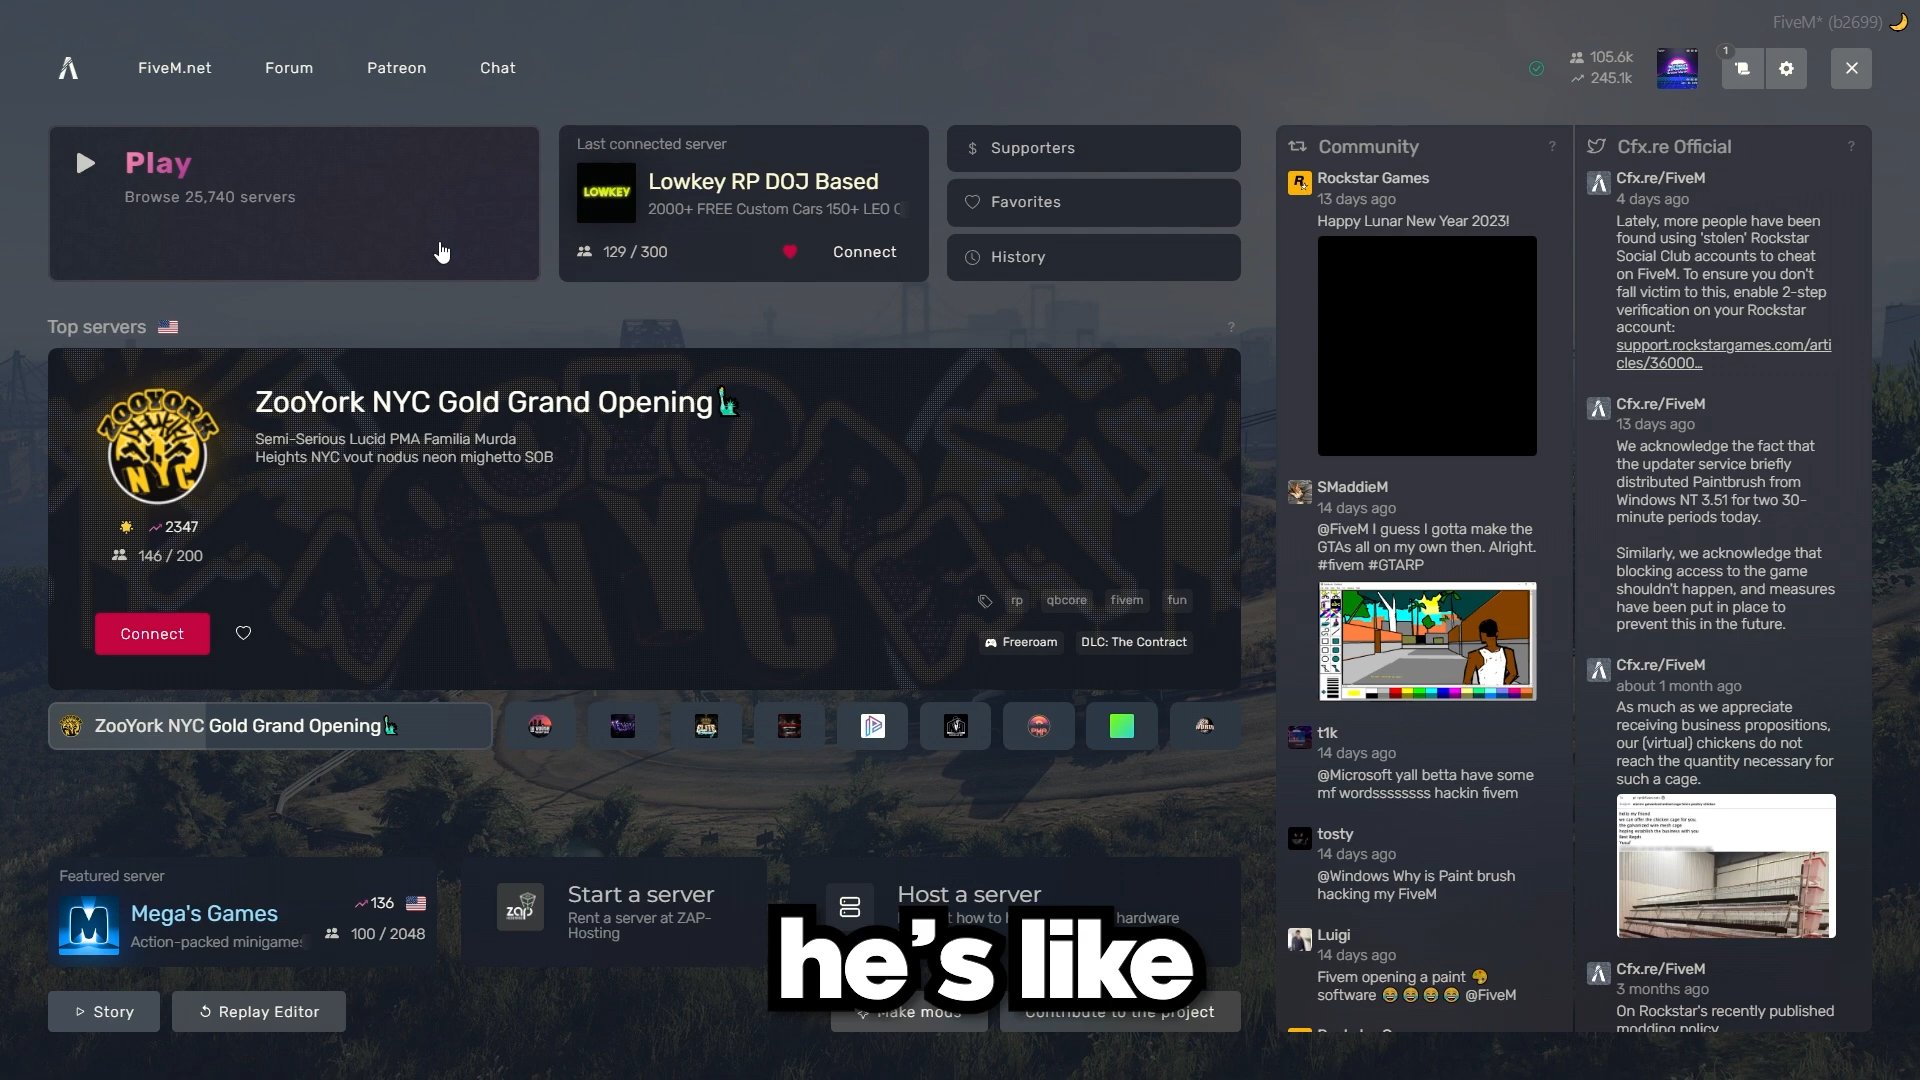 FiveM* (b2699)
FiveM.net
Forum
Patreon
Chat
105.6k
245.1k
1
Play
Browse 25,740 servers
Last connected server
LOWKEY
Lowkey RP DOJ Based
2000+ FREE Custom Cars 150+ LEO
129 / 300
Connect
$ Supporters
Favorites
History
Top servers
?
ZOOYORK
NYC
ZooYork NYC Gold Grand Opening
Semi-Serious Lucid PMA Familia Murda
Heights NYC vout nodus neon mighetto SOB
2347
146 / 200
Connect
rp
qbcore
fivem
fun
Freeroam
DLC: The Contract
ZooYork NYC Gold Grand Opening
Featured server
Mega's Games
Action-packed minigames
136
100 / 2048
zap
Start a server
Rent a server at ZAP-
Hosting
Host a server
how to
hardware
he's like
Story
Replay Editor
Make mods
Contribute to the project
Community
?
Rockstar Games
13 days ago
Happy Lunar New Year 2023!
SMaddieM
14 days ago
@FiveM I guess I gotta make the
GTAs all on my own then. Alright.
#fivem #GTARP
t1k
14 days ago
@Microsoft yall betta have some
mf wordssssssss hackin fivem
tosty
14 days ago
@Windows Why is Paint brush
hacking my FiveM
Luigi
14 days ago
Fivem opening a paint
software @FiveM
Cfx.re Official
?
Cfx.re/FiveM
4 days ago
Lately, more people have been
found using 'stolen' Rockstar
Social Club accounts to cheat
on FiveM. To ensure you don't
fall victim to this, enable 2-step
verification on your Rockstar
account:
support.rockstargames.com/arti
cles/36000…
Cfx.re/FiveM
13 days ago
We acknowledge the fact that
the updater service briefly
distributed Paintbrush from
Windows NT 3.51 for two 30-
minute periods today.
Similarly, we acknowledge that
blocking access to the game
shouldn't happen, and measures
have been put in place to
prevent this in the future.
Cfx.re/FiveM
about 1 month ago
As much as we appreciate
receiving business propositions,
our (virtual) chickens do not
reach the quantity necessary for
such a cage.
Cfx.re/FiveM
3 months ago
On Rockstar's recently published
modding policy